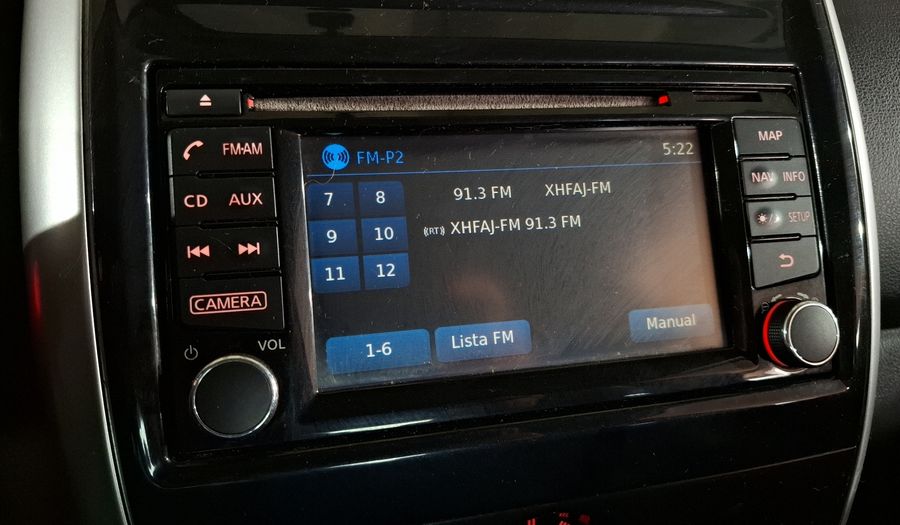 FM·AM
CD AUX
CAMERA
VOL
FM-P2 5:22
7 8
9 10
11 12
91.3 FM XHFAJ-FM
((RT)) XHFAJ-FM 91.3 FM
1-6 Lista FM Manual
MAP
NAV INFO
SETUP